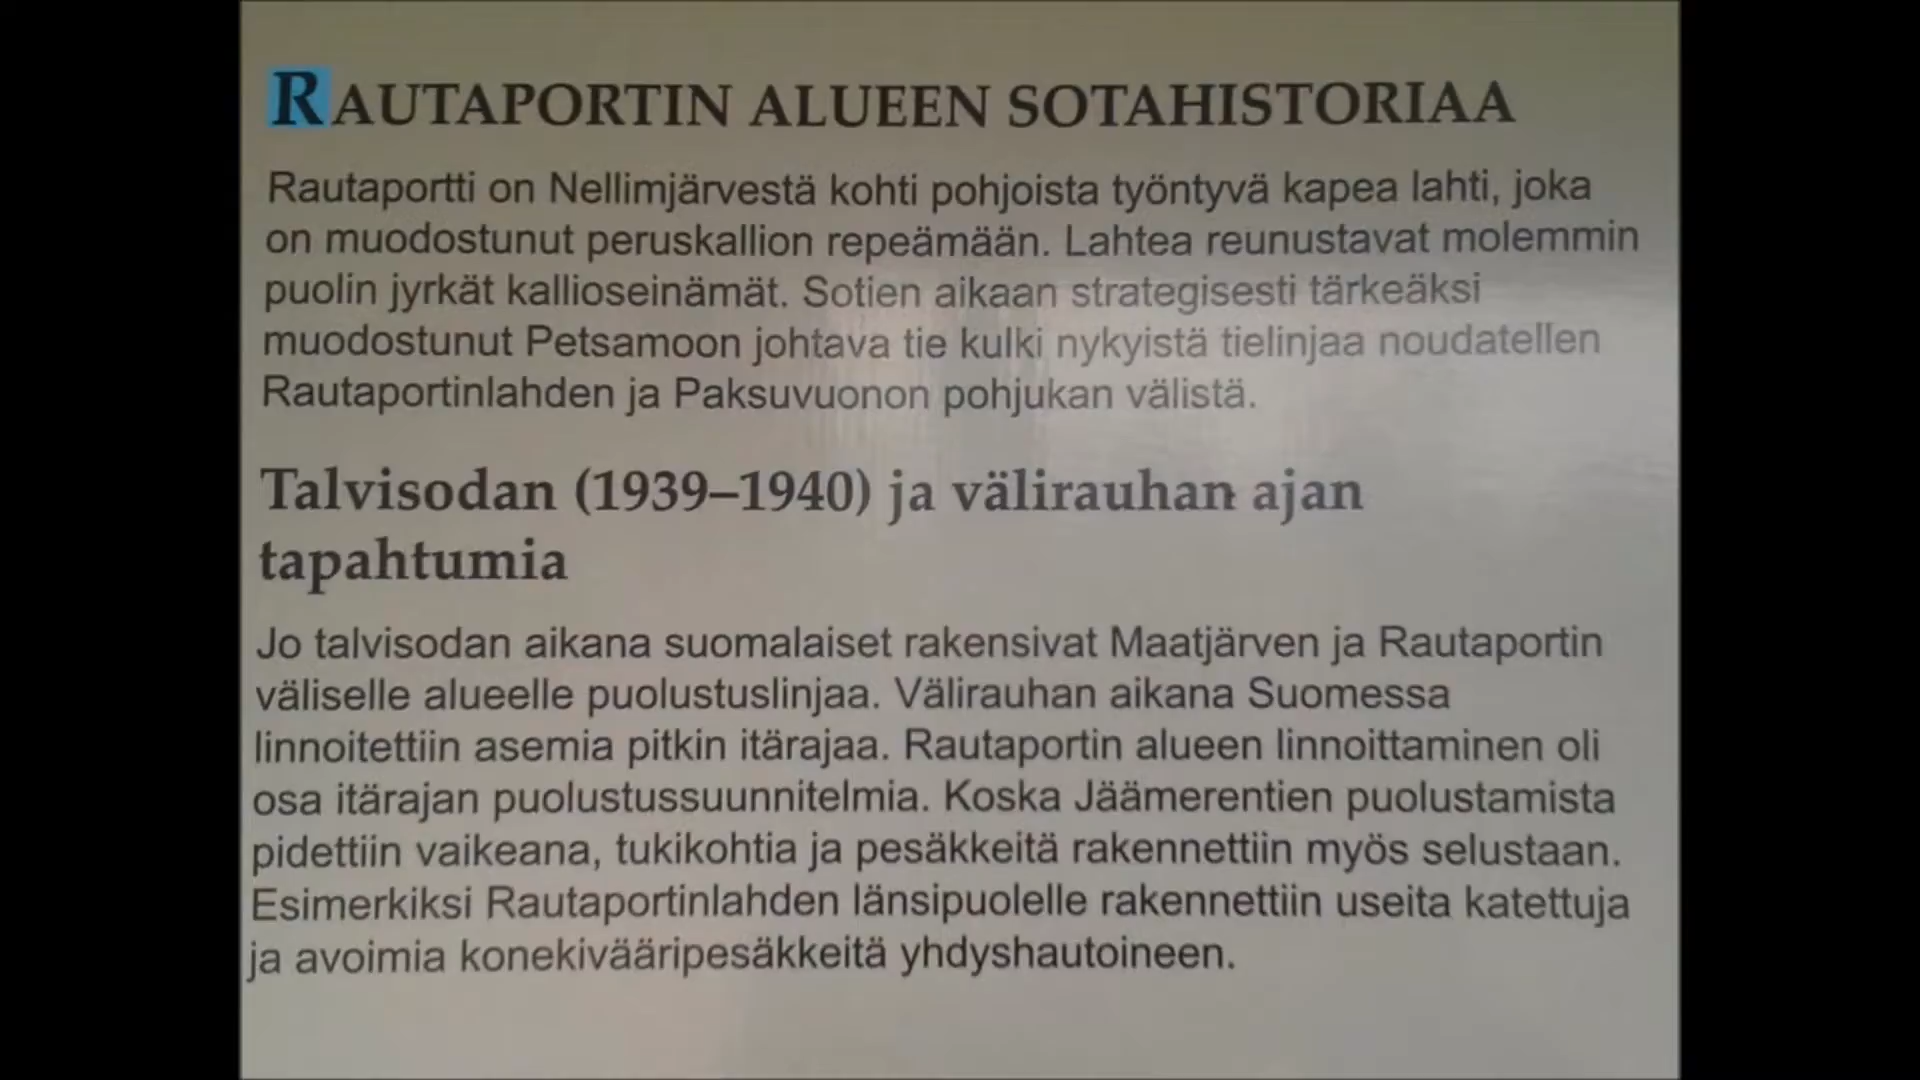 RAUTAPORTIN ALUEEN SOTAHISTORIAA
Rautaportti on Nellimjärvestä kohti pohjoista työntyvä kapea lahti, joka
on muodostunut peruskallion repeämään. Lahtea reunustavat molemmin
puolin jyrkät kallioseinämät. Sotien aikaan strategisesti tärkeäksi
muodostunut Petsamoon johtava tie kulki nykyistä tielinjaa noudatellen
Rautaportinlahden ja Paksuvuonon pohjukan välistä.
Talvisodan (1939–1940) ja välirauhan ajan
tapahtumia
Jo talvisodan aikana suomalaiset rakensivat Maatjärven ja Rautaportin
väliselle alueelle puolustuslinjaa. Välirauhan aikana Suomessa
linnoitettiin asemia pitkin itärajaa. Rautaportin alueen linnoittaminen oli
osa itärajan puolustussuunnitelmia. Koska Jäämerentien puolustamista
pidettiin vaikeana, tukikohtia ja pesäkkeitä rakennettiin myös selustaan.
Esimerkiksi Rautaportinlahden länsipuolelle rakennettiin useita katettuja
ja avoimia konekivääripesäkkeitä yhdyshautoineen.